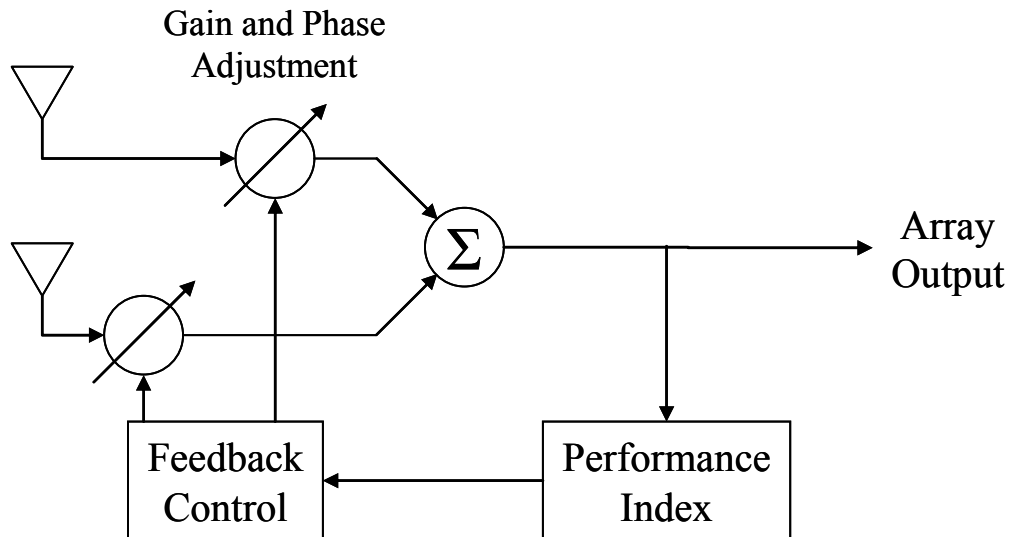 Gain and Phase
Adjustment
Σ
Array
Output
Feedback
Control
Performance
Index